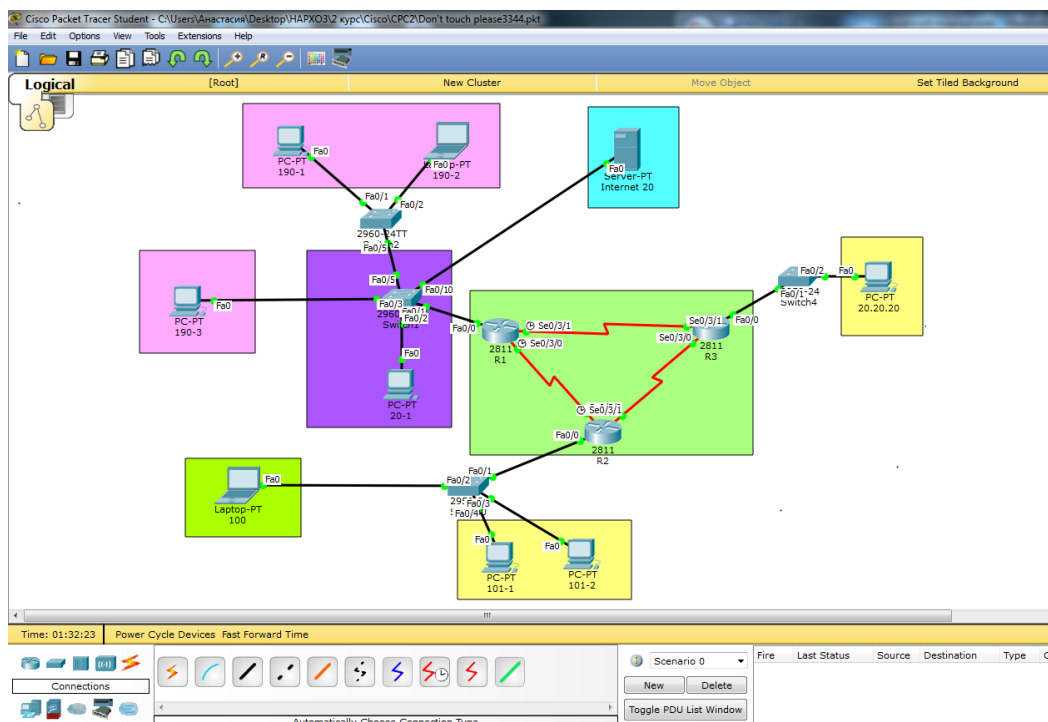 Cisco Packet Tracer Student - C:\Users\Анастасия\Desktop\НАРХОЗ\2 курс\Cisco\CPC2\Don't touch please3344.pkt
File Edit Options View Tools Extensions Help
Logical [Root] New Cluster Move Object Set Tiled Background
PC-PT
190-1
Fa0
Fa0
190-2
Fa0/1
Fa0/2
2960-24TT
Fa0/5
Fa0
Server-PT
Internet 20
PC-PT
190-3
Fa0
Fa0/5
Fa0/10
Fa0/3
Fa0/1
Fa0/2
Fa0
PC-PT
20-1
Fa0/0
2811
R1
Se0/3/1
Se0/3/0
Se0/3/1
Se0/3/0
Fa0/0
2811
R3
Fa0/1
Fa0/2
Switch4
Fa0
PC-PT
20.20.20
Se0/3/1
Fa0/0
2811
R2
Fa0
Laptop-PT
100
Fa0/1
Fa0/2
Fa0/3
Fa0/4
Fa0
PC-PT
101-1
Fa0
PC-PT
101-2
Time: 01:32:23 Power Cycle Devices Fast Forward Time
Scenario 0
Fire Last Status Source Destination Type
New Delete
Connections
Toggle PDU List Window
Automatically Choose Connection Type